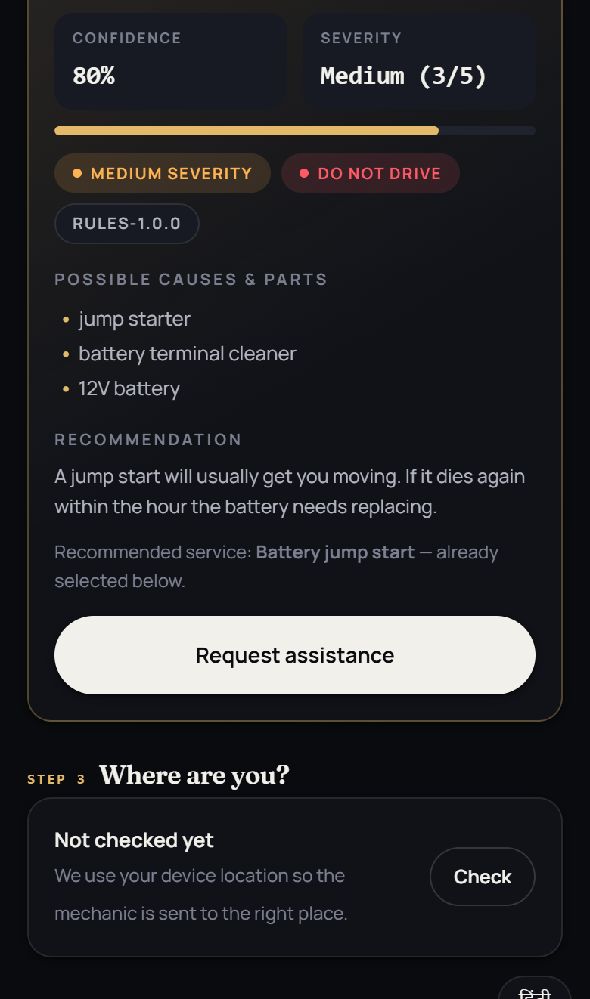 CONFIDENCE
80%
SEVERITY
Medium (3/5)
MEDIUM SEVERITY
DO NOT DRIVE
RULES-1.0.0
POSSIBLE CAUSES & PARTS
• jump starter
• battery terminal cleaner
• 12V battery
RECOMMENDATION
A jump start will usually get you moving. If it dies again
within the hour the battery needs replacing.
Recommended service: Battery jump start — already
selected below.
Request assistance
STEP 3 Where are you?
Not checked yet
We use your device location so the
mechanic is sent to the right place.
Check
हिंदी